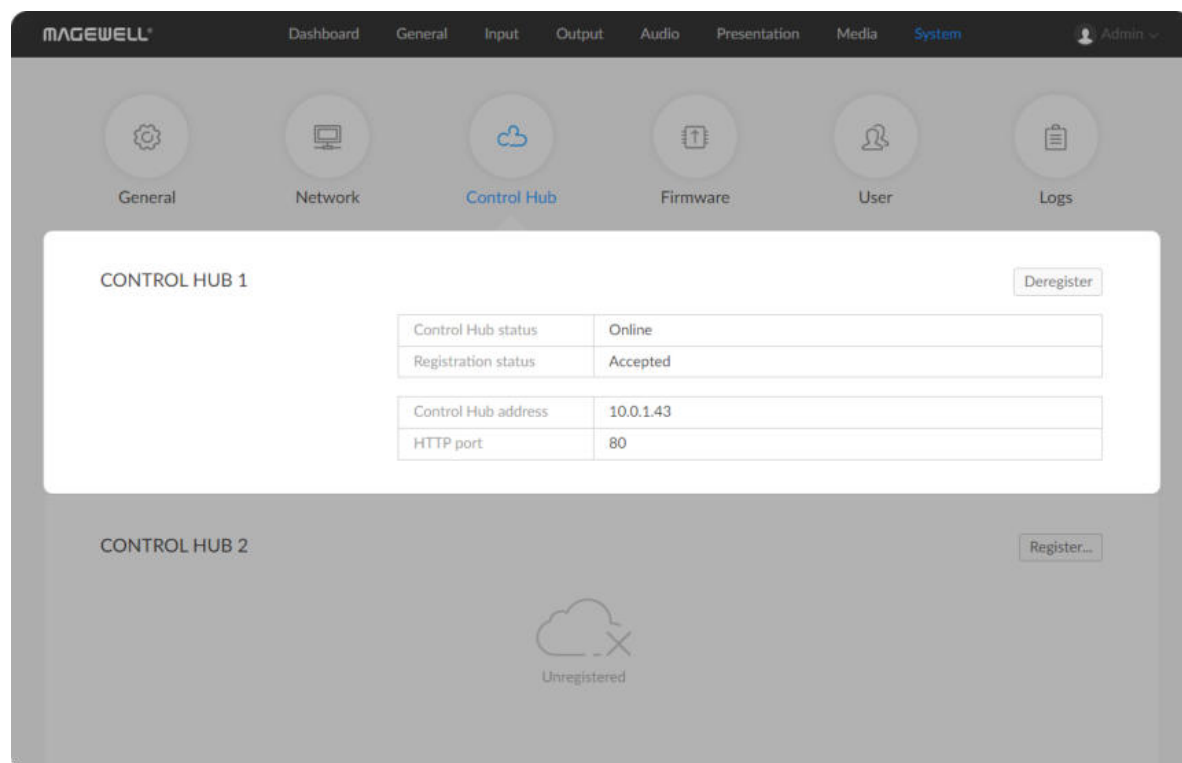 MAGEWELL® Dashboard General Input Output Audio Presentation Media System Admin
General Network Control Hub Firmware User Logs
CONTROL HUB 1 Deregister
Control Hub status Online
Registration status Accepted
Control Hub address 10.0.1.43
HTTP port 80
CONTROL HUB 2 Register...
Unregistered